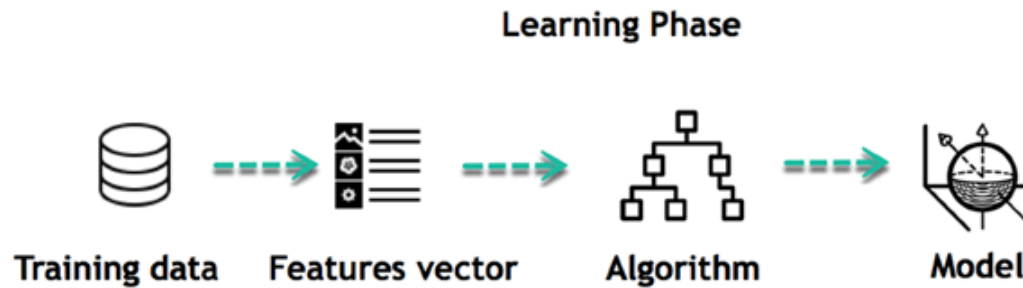 Learning Phase
Training data
Features vector
Algorithm
Model